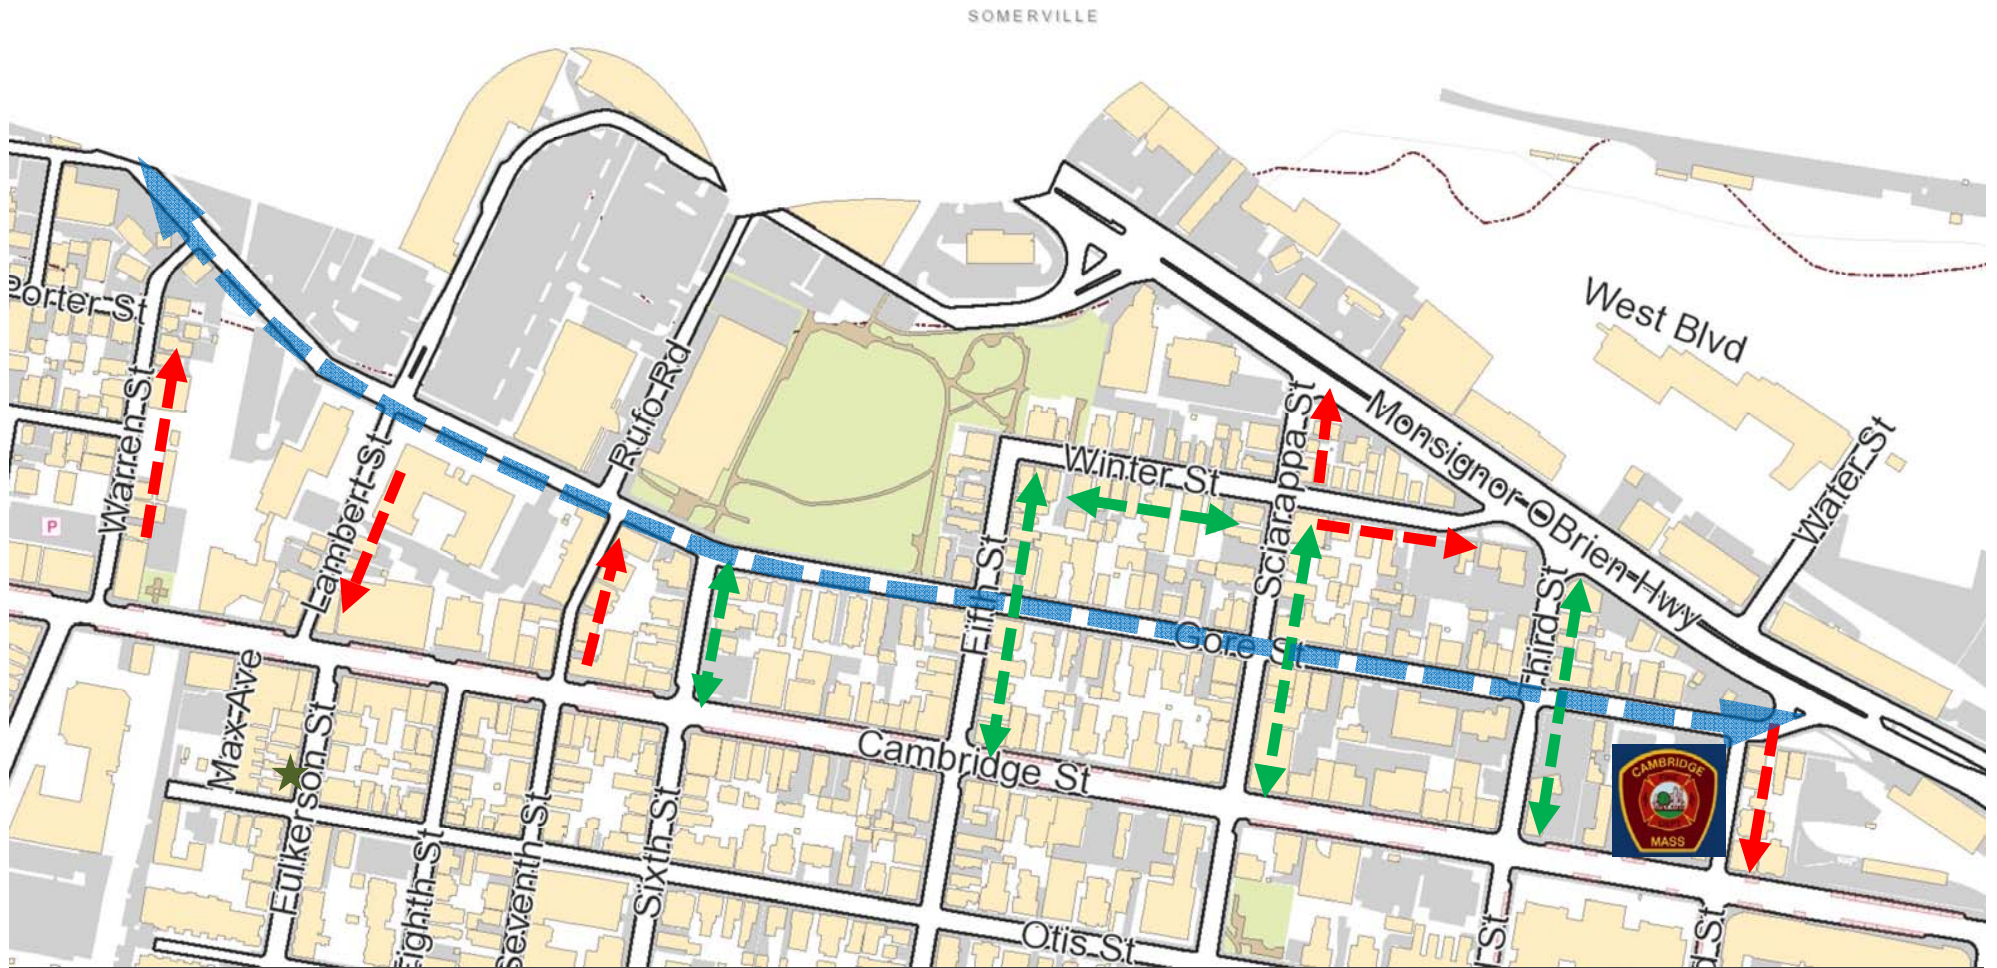 SOMERVILLE
West Blvd
Porter St
Rufo Rd
Warren St
Lambert St
Sciarappa St
Monsignor OBrien Hwy
Water St
Winter St
P
Fifth St
Third St
Gore St
Max Ave
Fulkerson St
Cambridge St
CAMBRIDGE
MASS
Eighth St
Seventh St
Sixth St
Otis St
St
St